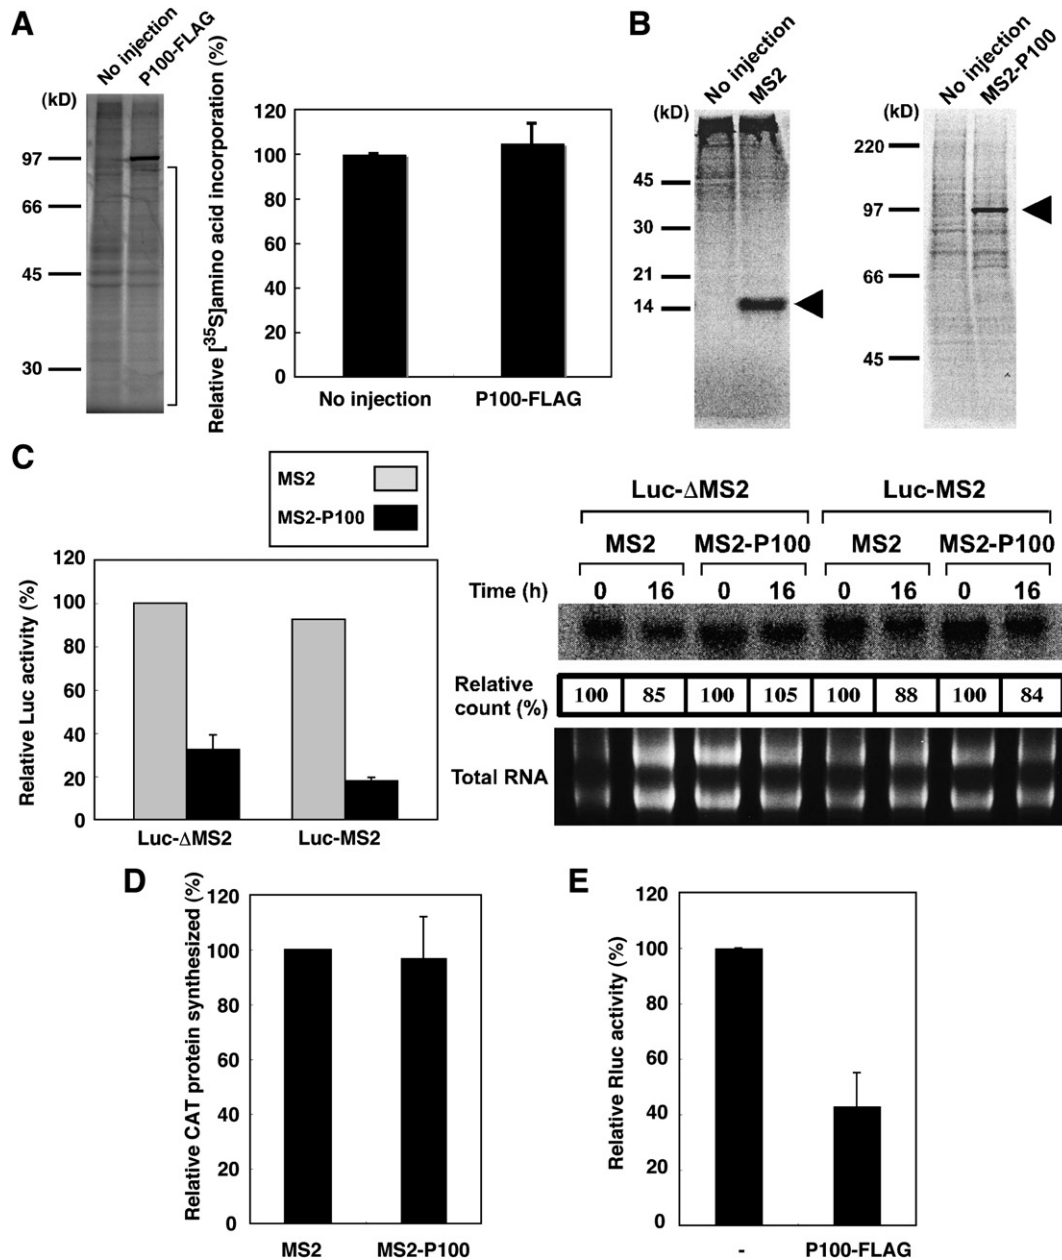 A
No injection
P100-FLAG
(kD)
97
66
45
30
Relative [35S]amino acid incorporation (%)
120
100
80
60
40
20
0
No injection
P100-FLAG
B
No injection
MS2
(kD)
45
30
21
14
No injection
MS2-P100
(kD)
220
97
66
45
C
MS2
MS2-P100
Relative Luc activity (%)
120
100
80
60
40
20
0
Luc-ΔMS2
Luc-MS2
Luc-ΔMS2 Luc-MS2
MS2 MS2-P100 MS2 MS2-P100
Time (h) 0 16 0 16 0 16 0 16
Relative count (%) 100 85 100 105 100 88 100 84
Total RNA
D
Relative CAT protein synthesized (%)
120
100
80
60
40
20
0
MS2
MS2-P100
E
Relative Rluc activity (%)
120
100
80
60
40
20
0
-
P100-FLAG